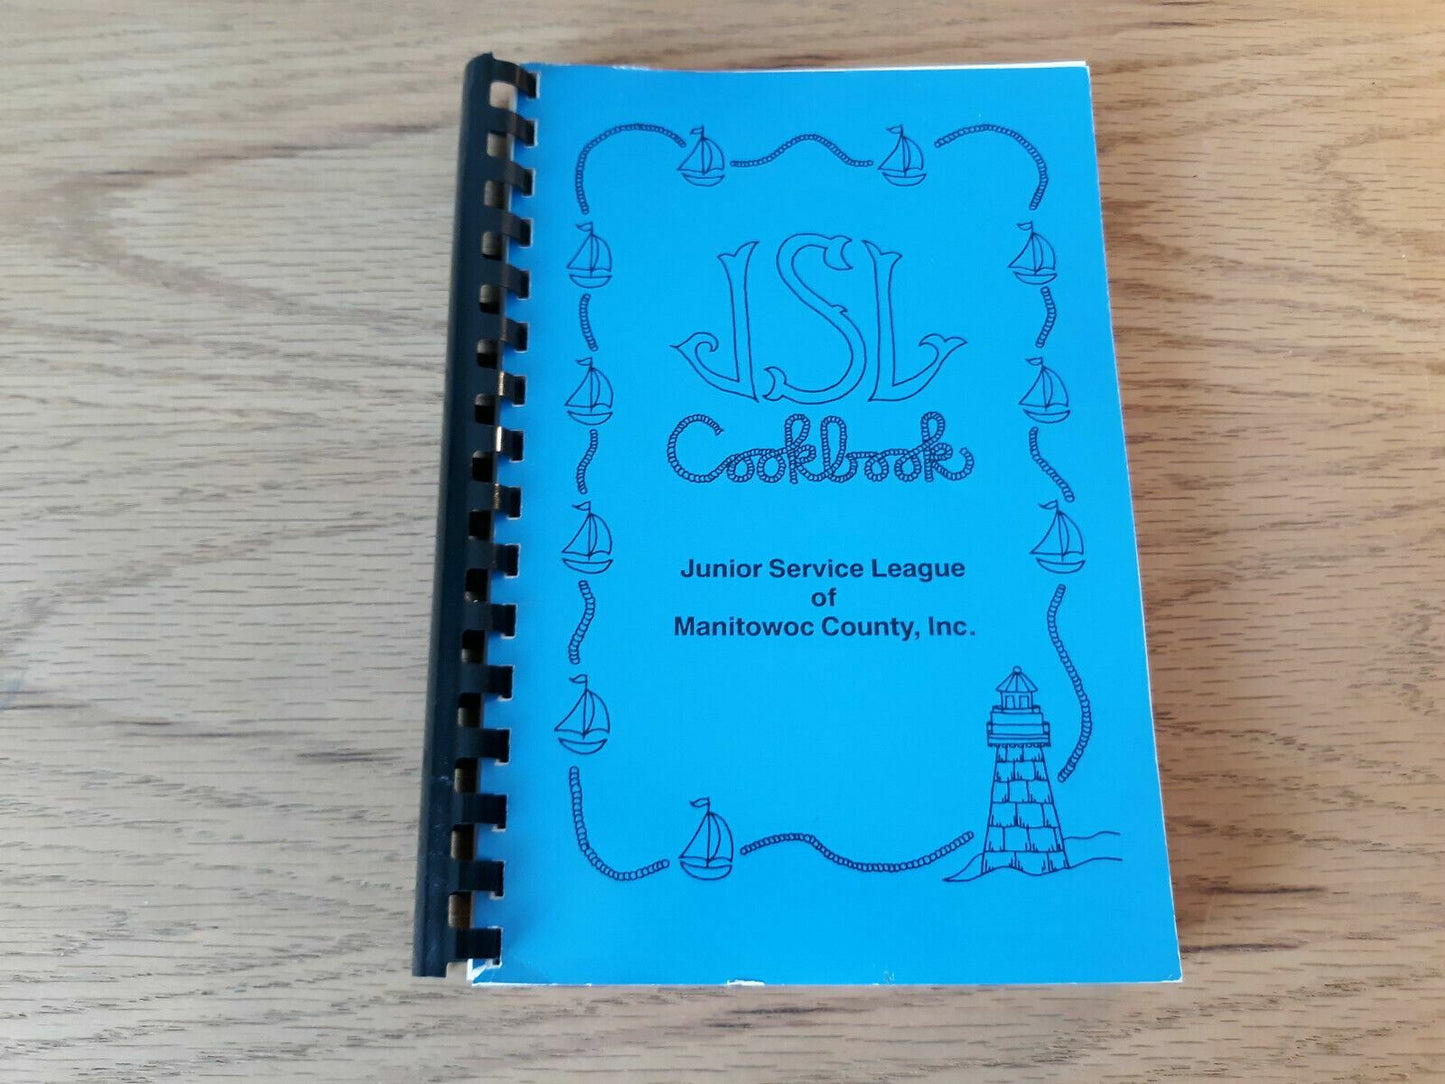 JSL
Cookbook
Junior Service League
of
Manitowoc County, Inc.